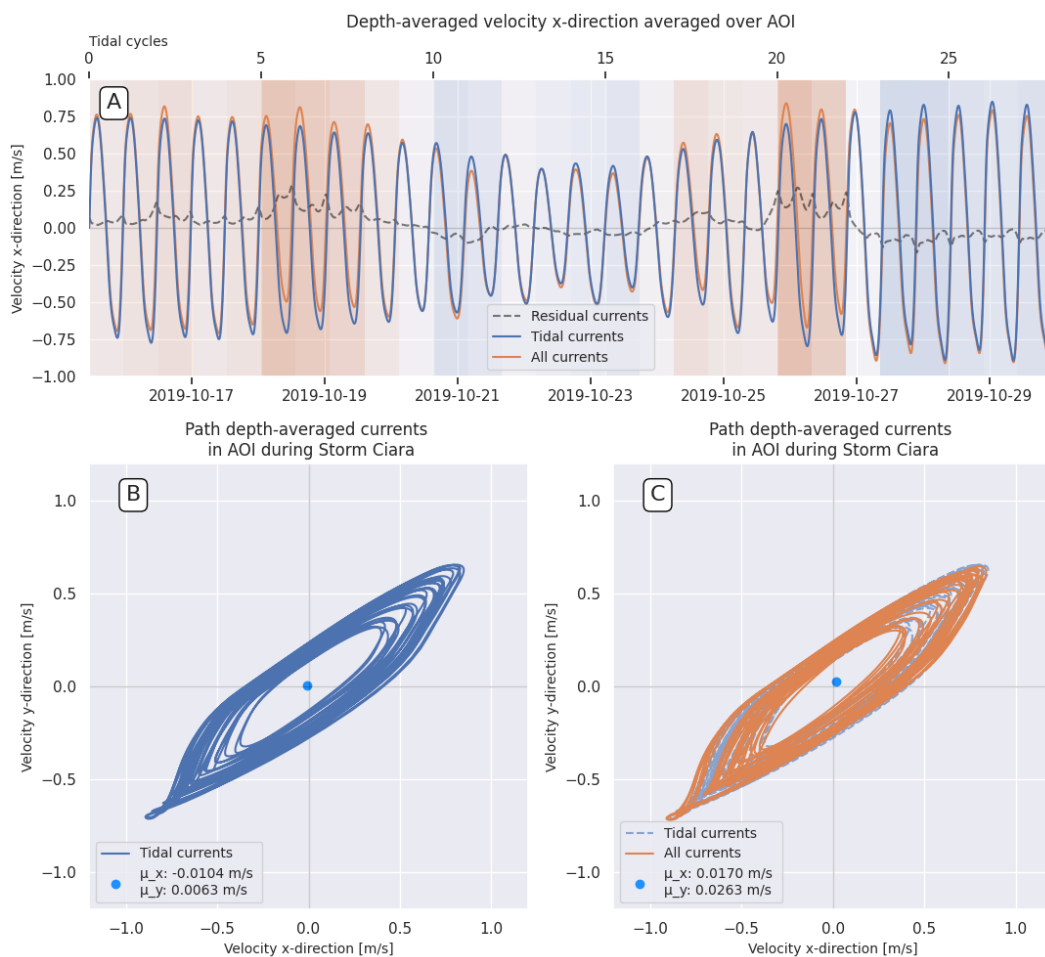 Depth-averaged velocity x-direction averaged over AOI
Tidal cycles
0 5 10 15 20 25
A
1.00
0.75
0.50
0.25
0.00
−0.25
−0.50
−0.75
−1.00
Velocity x-direction [m/s]
Residual currents
Tidal currents
All currents
2019-10-17 2019-10-19 2019-10-21 2019-10-23 2019-10-25 2019-10-27 2019-10-29
Path depth-averaged currents
in AOI during Storm Ciara
B
1.0
0.5
0.0
−0.5
−1.0
Velocity y-direction [m/s]
Tidal currents
μ_x: -0.0104 m/s
μ_y: 0.0063 m/s
−1.0 −0.5 0.0 0.5 1.0
Velocity x-direction [m/s]
Path depth-averaged currents
in AOI during Storm Ciara
C
1.0
0.5
0.0
−0.5
−1.0
Velocity y-direction [m/s]
Tidal currents
All currents
μ_x: 0.0170 m/s
μ_y: 0.0263 m/s
−1.0 −0.5 0.0 0.5 1.0
Velocity x-direction [m/s]